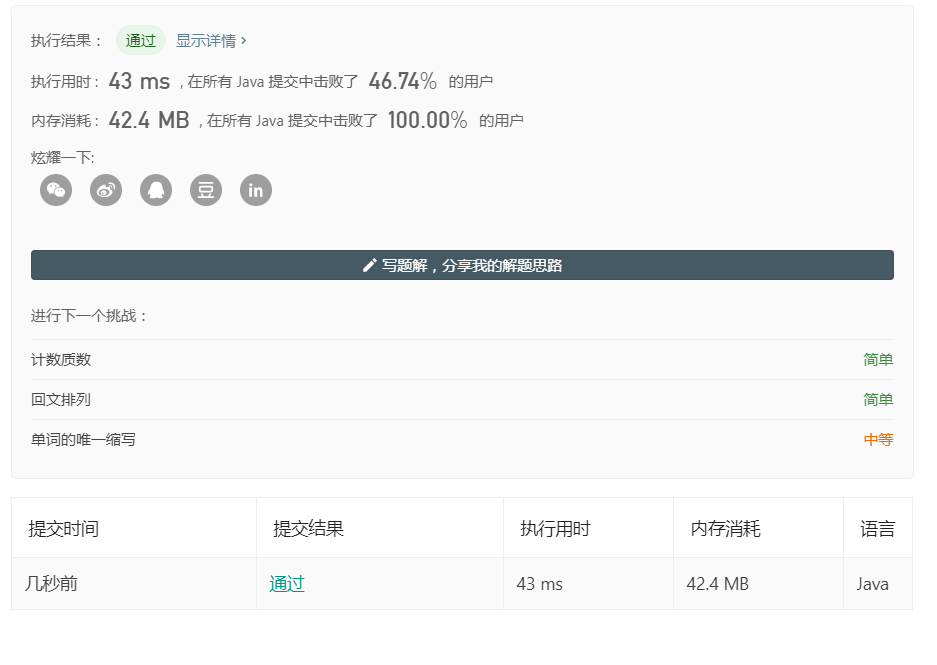 执行结果： 通过 显示详情 ›
执行用时 : 43 ms , 在所有 Java 提交中击败了 46.74% 的用户
内存消耗 : 42.4 MB , 在所有 Java 提交中击败了 100.00% 的用户
炫耀一下:
豆 in
写题解，分享我的解题思路
进行下一个挑战：
计数质数 简单
回文排列 简单
单词的唯一缩写 中等
提交时间 提交结果 执行用时 内存消耗 语言
几秒前 通过 43 ms 42.4 MB Java